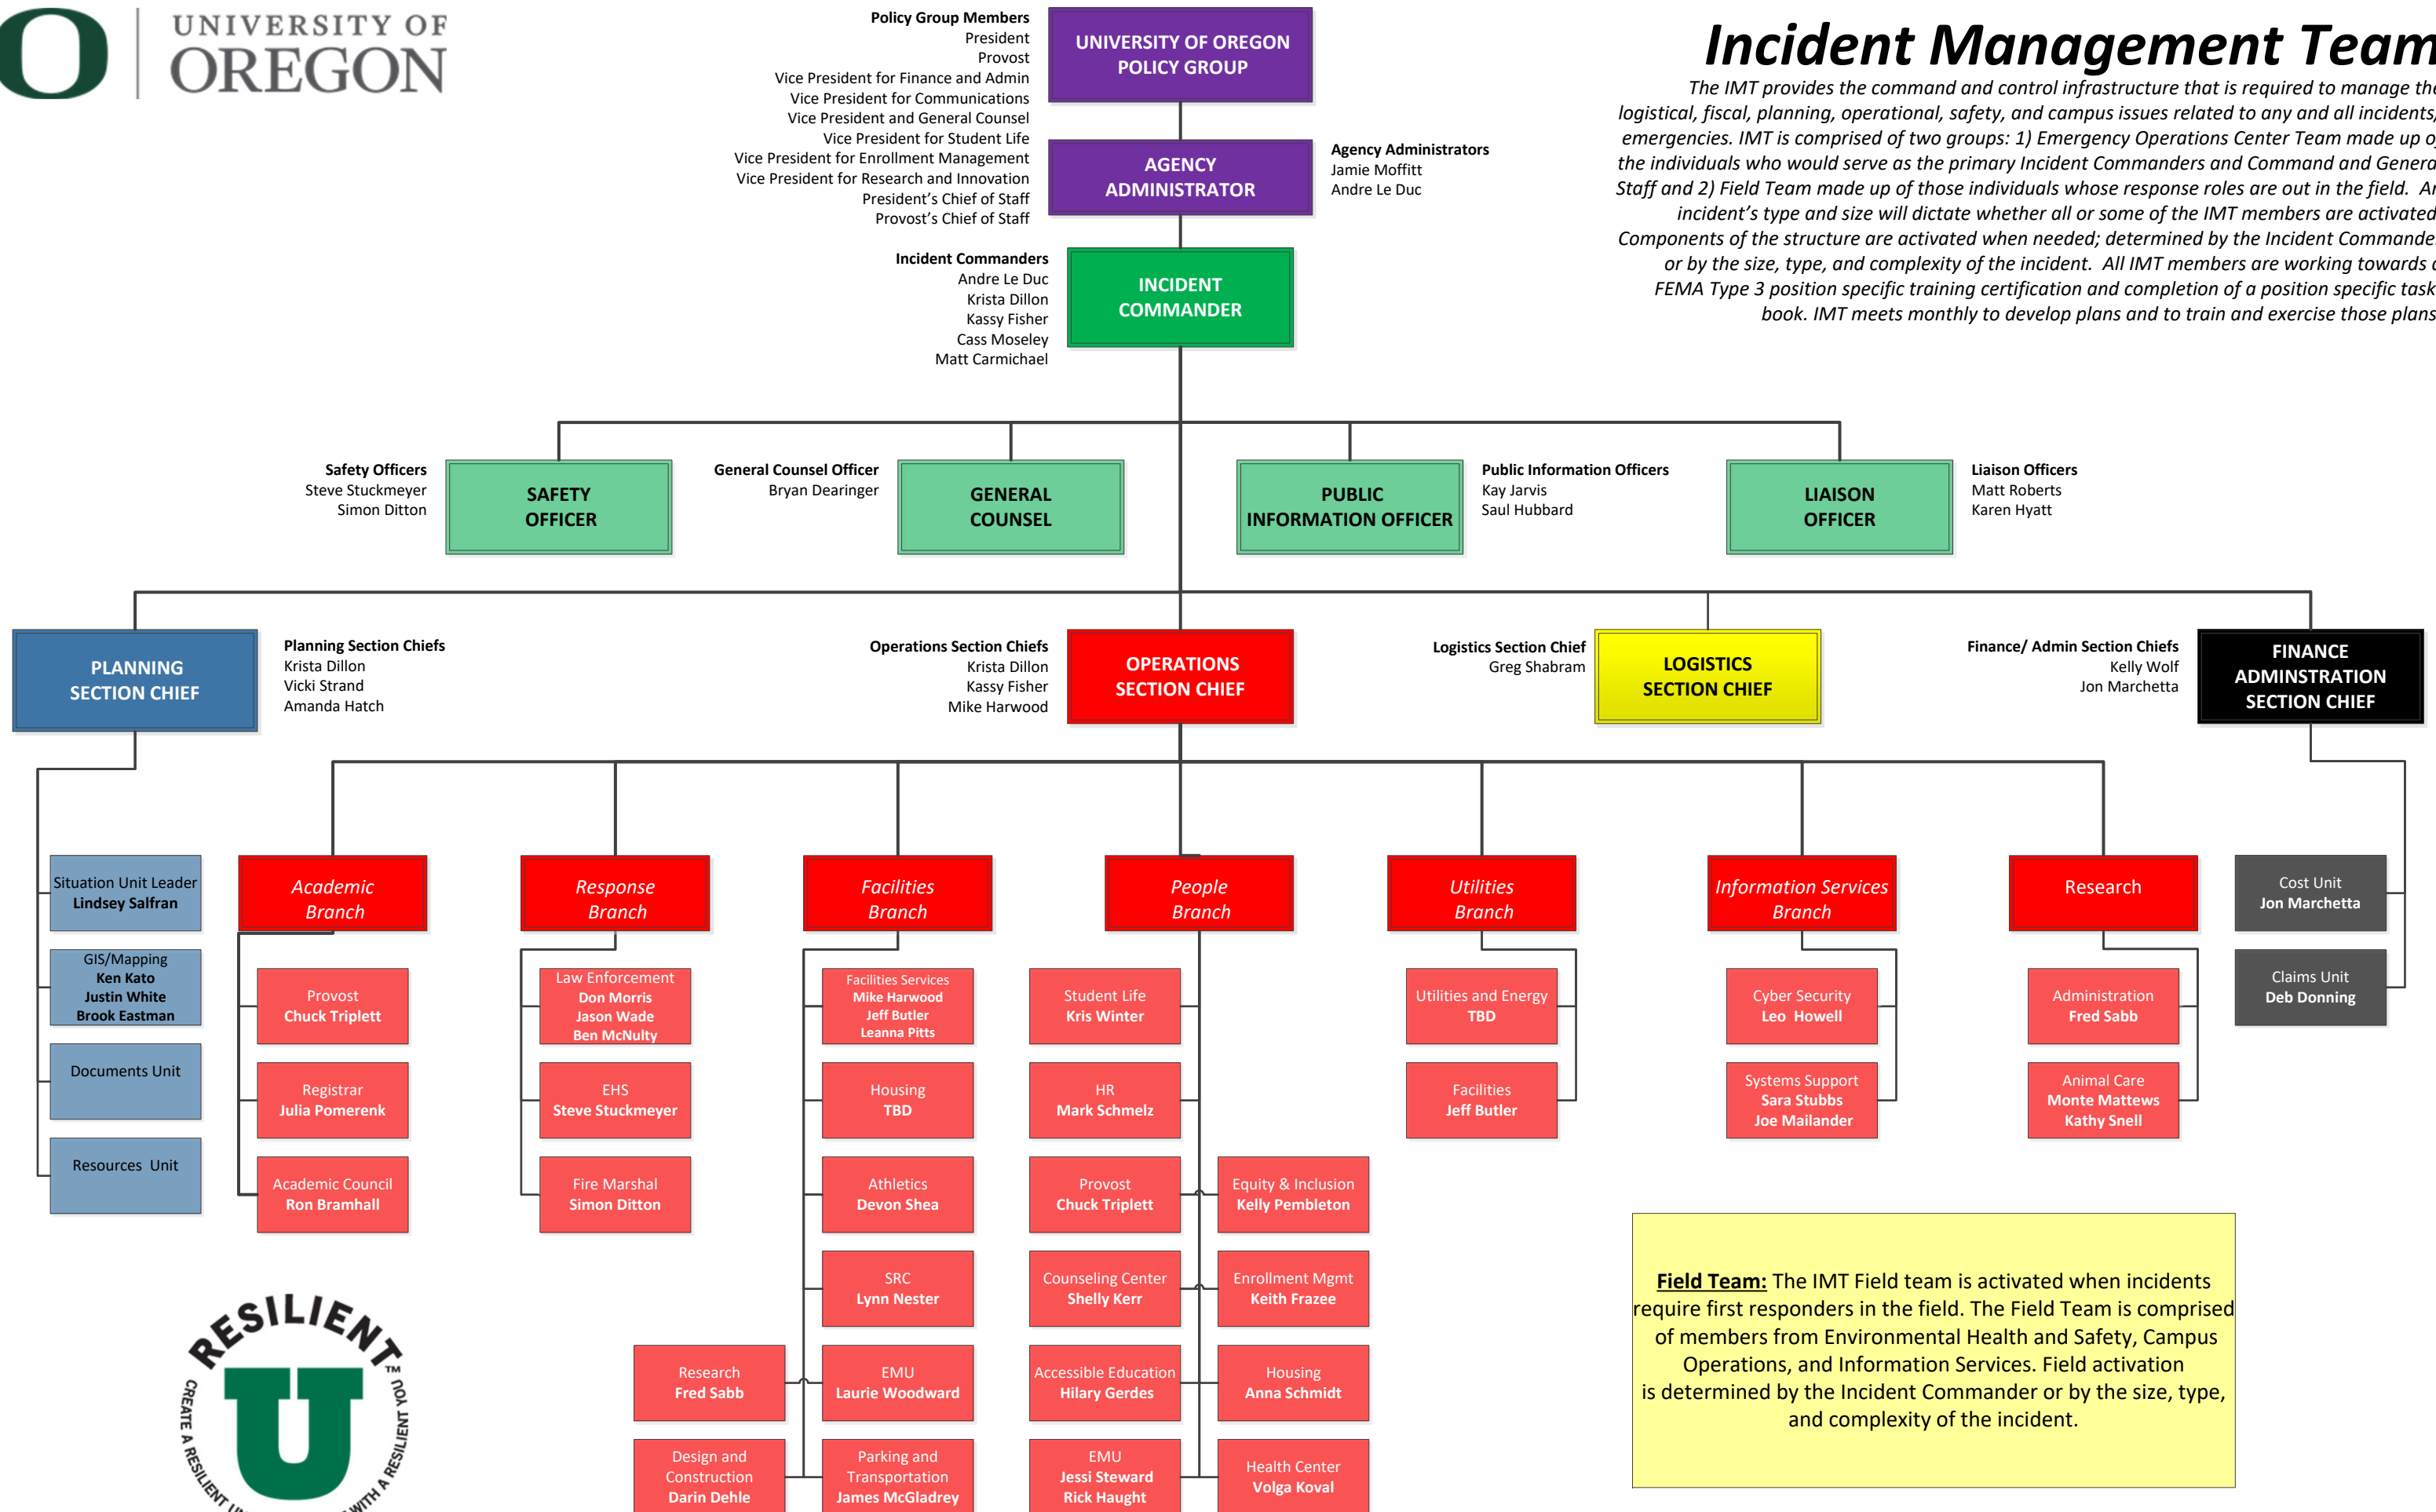 UNIVERSITY OF
OREGON
Policy Group Members
President
Provost
Vice President for Finance and Admin
Vice President for Communications
Vice President and General Counsel
Vice President for Student Life
Vice President for Enrollment Management
Vice President for Research and Innovation
President's Chief of Staff
Provost's Chief of Staff
UNIVERSITY OF OREGON
POLICY GROUP
AGENCY
ADMINISTRATOR
Agency Administrators
Jamie Moffitt
Andre Le Duc
Incident Management Team
The IMT provides the command and control infrastructure that is required to manage the
logistical, fiscal, planning, operational, safety, and campus issues related to any and all incidents/
emergencies. IMT is comprised of two groups: 1) Emergency Operations Center Team made up of
the individuals who would serve as the primary Incident Commanders and Command and General
Staff and 2) Field Team made up of those individuals whose response roles are out in the field. An
incident's type and size will dictate whether all or some of the IMT members are activated.
Components of the structure are activated when needed; determined by the Incident Commander
or by the size, type, and complexity of the incident. All IMT members are working towards a
FEMA Type 3 position specific training certification and completion of a position specific task
book. IMT meets monthly to develop plans and to train and exercise those plans
Incident Commanders
Andre Le Duc
Krista Dillon
Kassy Fisher
Cass Moseley
Matt Carmichael
INCIDENT
COMMANDER
Safety Officers
Steve Stuckmeyer
Simon Ditton
SAFETY
OFFICER
General Counsel Officer
Bryan Dearinger
GENERAL
COUNSEL
PUBLIC
INFORMATION OFFICER
Public Information Officers
Kay Jarvis
Saul Hubbard
LIAISON
OFFICER
Liaison Officers
Matt Roberts
Karen Hyatt
PLANNING
SECTION CHIEF
Planning Section Chiefs
Krista Dillon
Vicki Strand
Amanda Hatch
Operations Section Chiefs
Krista Dillon
Kassy Fisher
Mike Harwood
OPERATIONS
SECTION CHIEF
Logistics Section Chief
Greg Shabram
LOGISTICS
SECTION CHIEF
Finance/ Admin Section Chiefs
Kelly Wolf
Jon Marchetta
FINANCE
ADMINSTRATION
SECTION CHIEF
Situation Unit Leader
Lindsey Salfran
GIS/Mapping
Ken Kato
Justin White
Brook Eastman
Documents Unit
Resources Unit
Academic
Branch
Provost
Chuck Triplett
Registrar
Julia Pomerenk
Academic Council
Ron Bramhall
Response
Branch
Law Enforcement
Don Morris
Jason Wade
Ben McNulty
EHS
Steve Stuckmeyer
Fire Marshal
Simon Ditton
Facilities
Branch
Facilities Services
Mike Harwood
Jeff Butler
Leanna Pitts
Housing
TBD
Athletics
Devon Shea
SRC
Lynn Nester
Research
Fred Sabb
EMU
Laurie Woodward
Design and
Construction
Darin Dehle
Parking and
Transportation
James McGladrey
People
Branch
Student Life
Kris Winter
HR
Mark Schmelz
Provost
Chuck Triplett
Equity & Inclusion
Kelly Pembleton
Counseling Center
Shelly Kerr
Enrollment Mgmt
Keith Frazee
Accessible Education
Hilary Gerdes
Housing
Anna Schmidt
EMU
Jessi Steward
Rick Haught
Health Center
Volga Koval
Utilities
Branch
Utilities and Energy
TBD
Facilities
Jeff Butler
Information Services
Branch
Cyber Security
Leo Howell
Systems Support
Sara Stubbs
Joe Mailander
Research
Administration
Fred Sabb
Animal Care
Monte Mattews
Kathy Snell
Cost Unit
Jon Marchetta
Claims Unit
Deb Donning
Field Team: The IMT Field team is activated when incidents
require first responders in the field. The Field Team is comprised
of members from Environmental Health and Safety, Campus
Operations, and Information Services. Field activation
is determined by the Incident Commander or by the size, type,
and complexity of the incident.
RESILIENT™
U
CREATE A RESILIENT
WITH A RESILIENT YOU